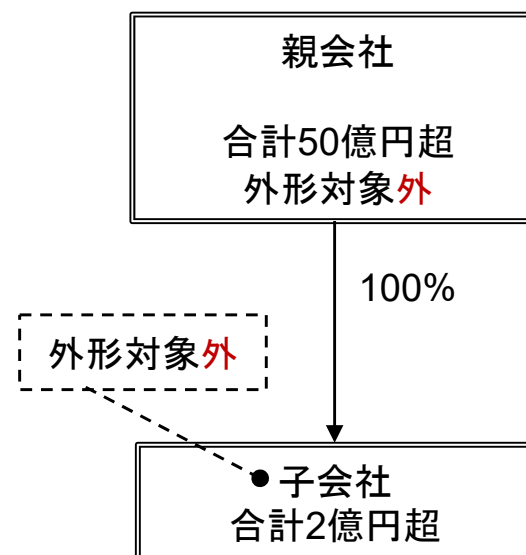 親会社
合計50億円超
外形対象外
100%
外形対象外
子会社
合計2億円超